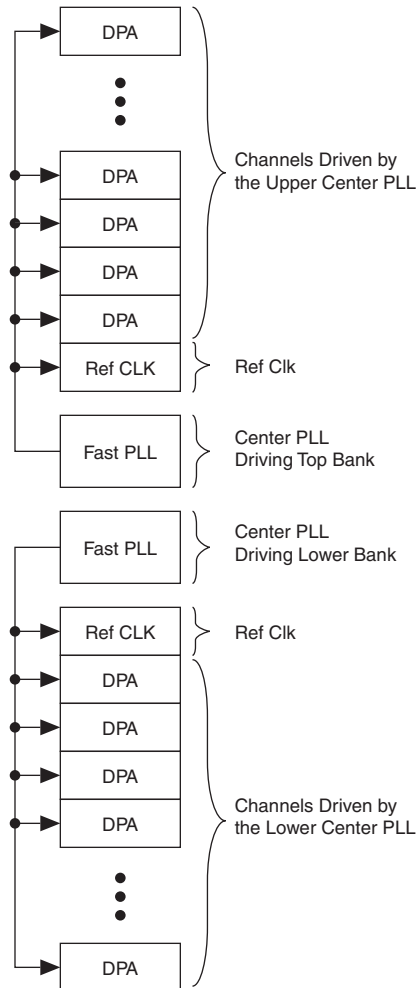 DPA
DPA
DPA
DPA
DPA
Channels Driven by
the Upper Center PLL
Ref CLK
Ref Clk
Fast PLL
Center PLL
Driving Top Bank
Fast PLL
Center PLL
Driving Lower Bank
Ref CLK
Ref Clk
DPA
DPA
DPA
DPA
Channels Driven by
the Lower Center PLL
DPA